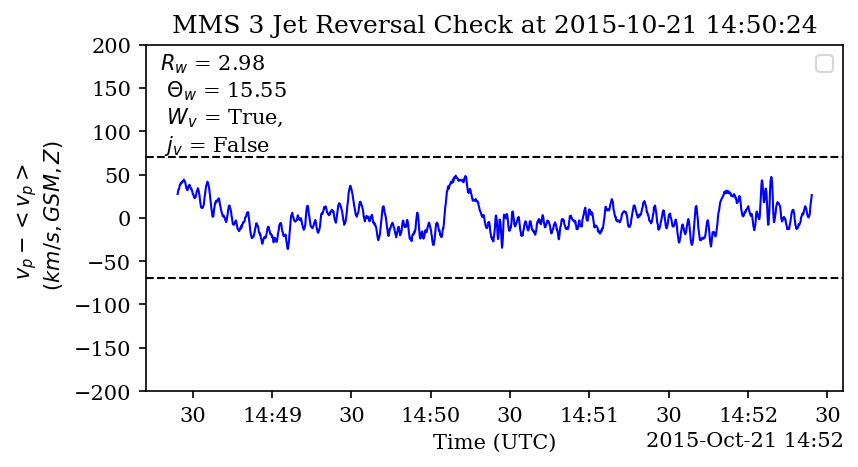 MMS 3 Jet Reversal Check at 2015-10-21 14:50:24
R_w = 2.98
Θ_w = 15.55
W_v = True,
j_v = False
200
150
100
50
0
−50
−100
−150
−200
v_p − < v_p >
(km/s, GSM, Z)
30 14:49 30 14:50 30 14:51 30 14:52 30
Time (UTC)
2015-Oct-21 14:52